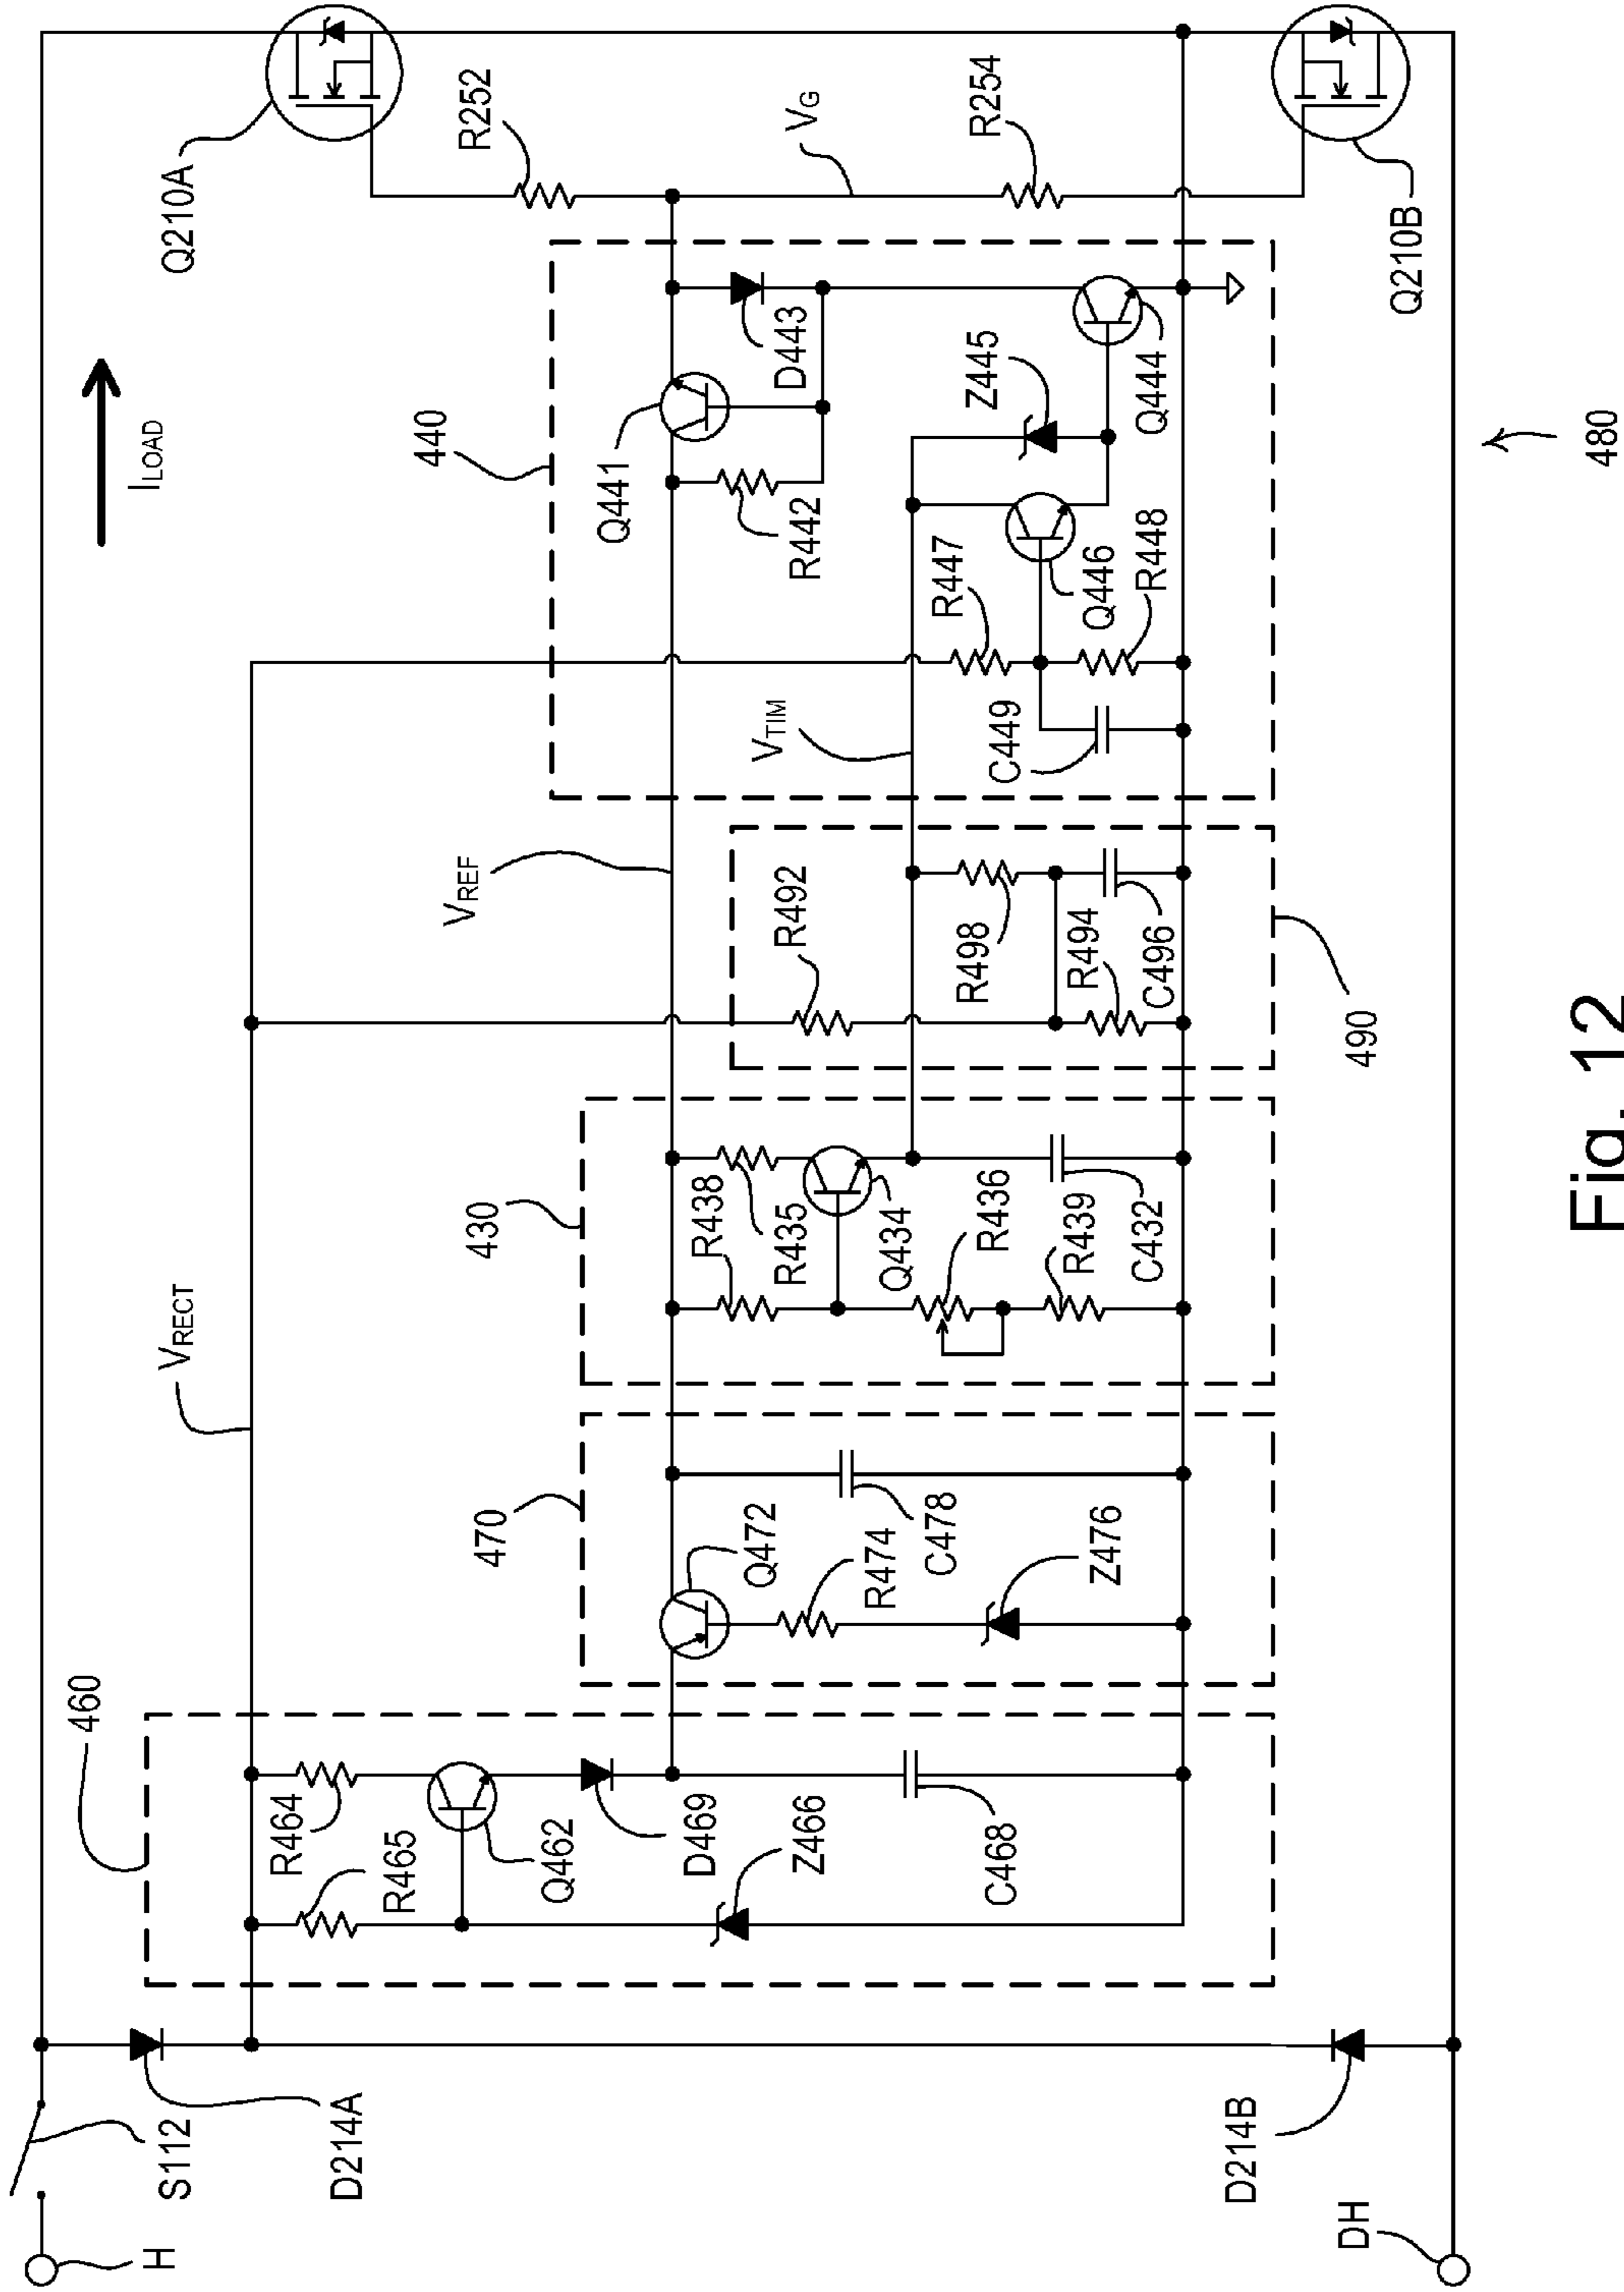 H
S112
D214A
D214B
DH
460
R464
R465
Q462
D469
Z466
C468
VRECT
470
Q472
R474
C478
Z476
430
R438
R435
Q434
R436
R439
C432
VREF
R492
R498
R494
C496
490
VTIM
440
Q441
R442
D443
Z445
Q444
R447
Q446
R448
C449
ILOAD
Q210A
R252
VG
R254
Q210B
480
Fig. 12